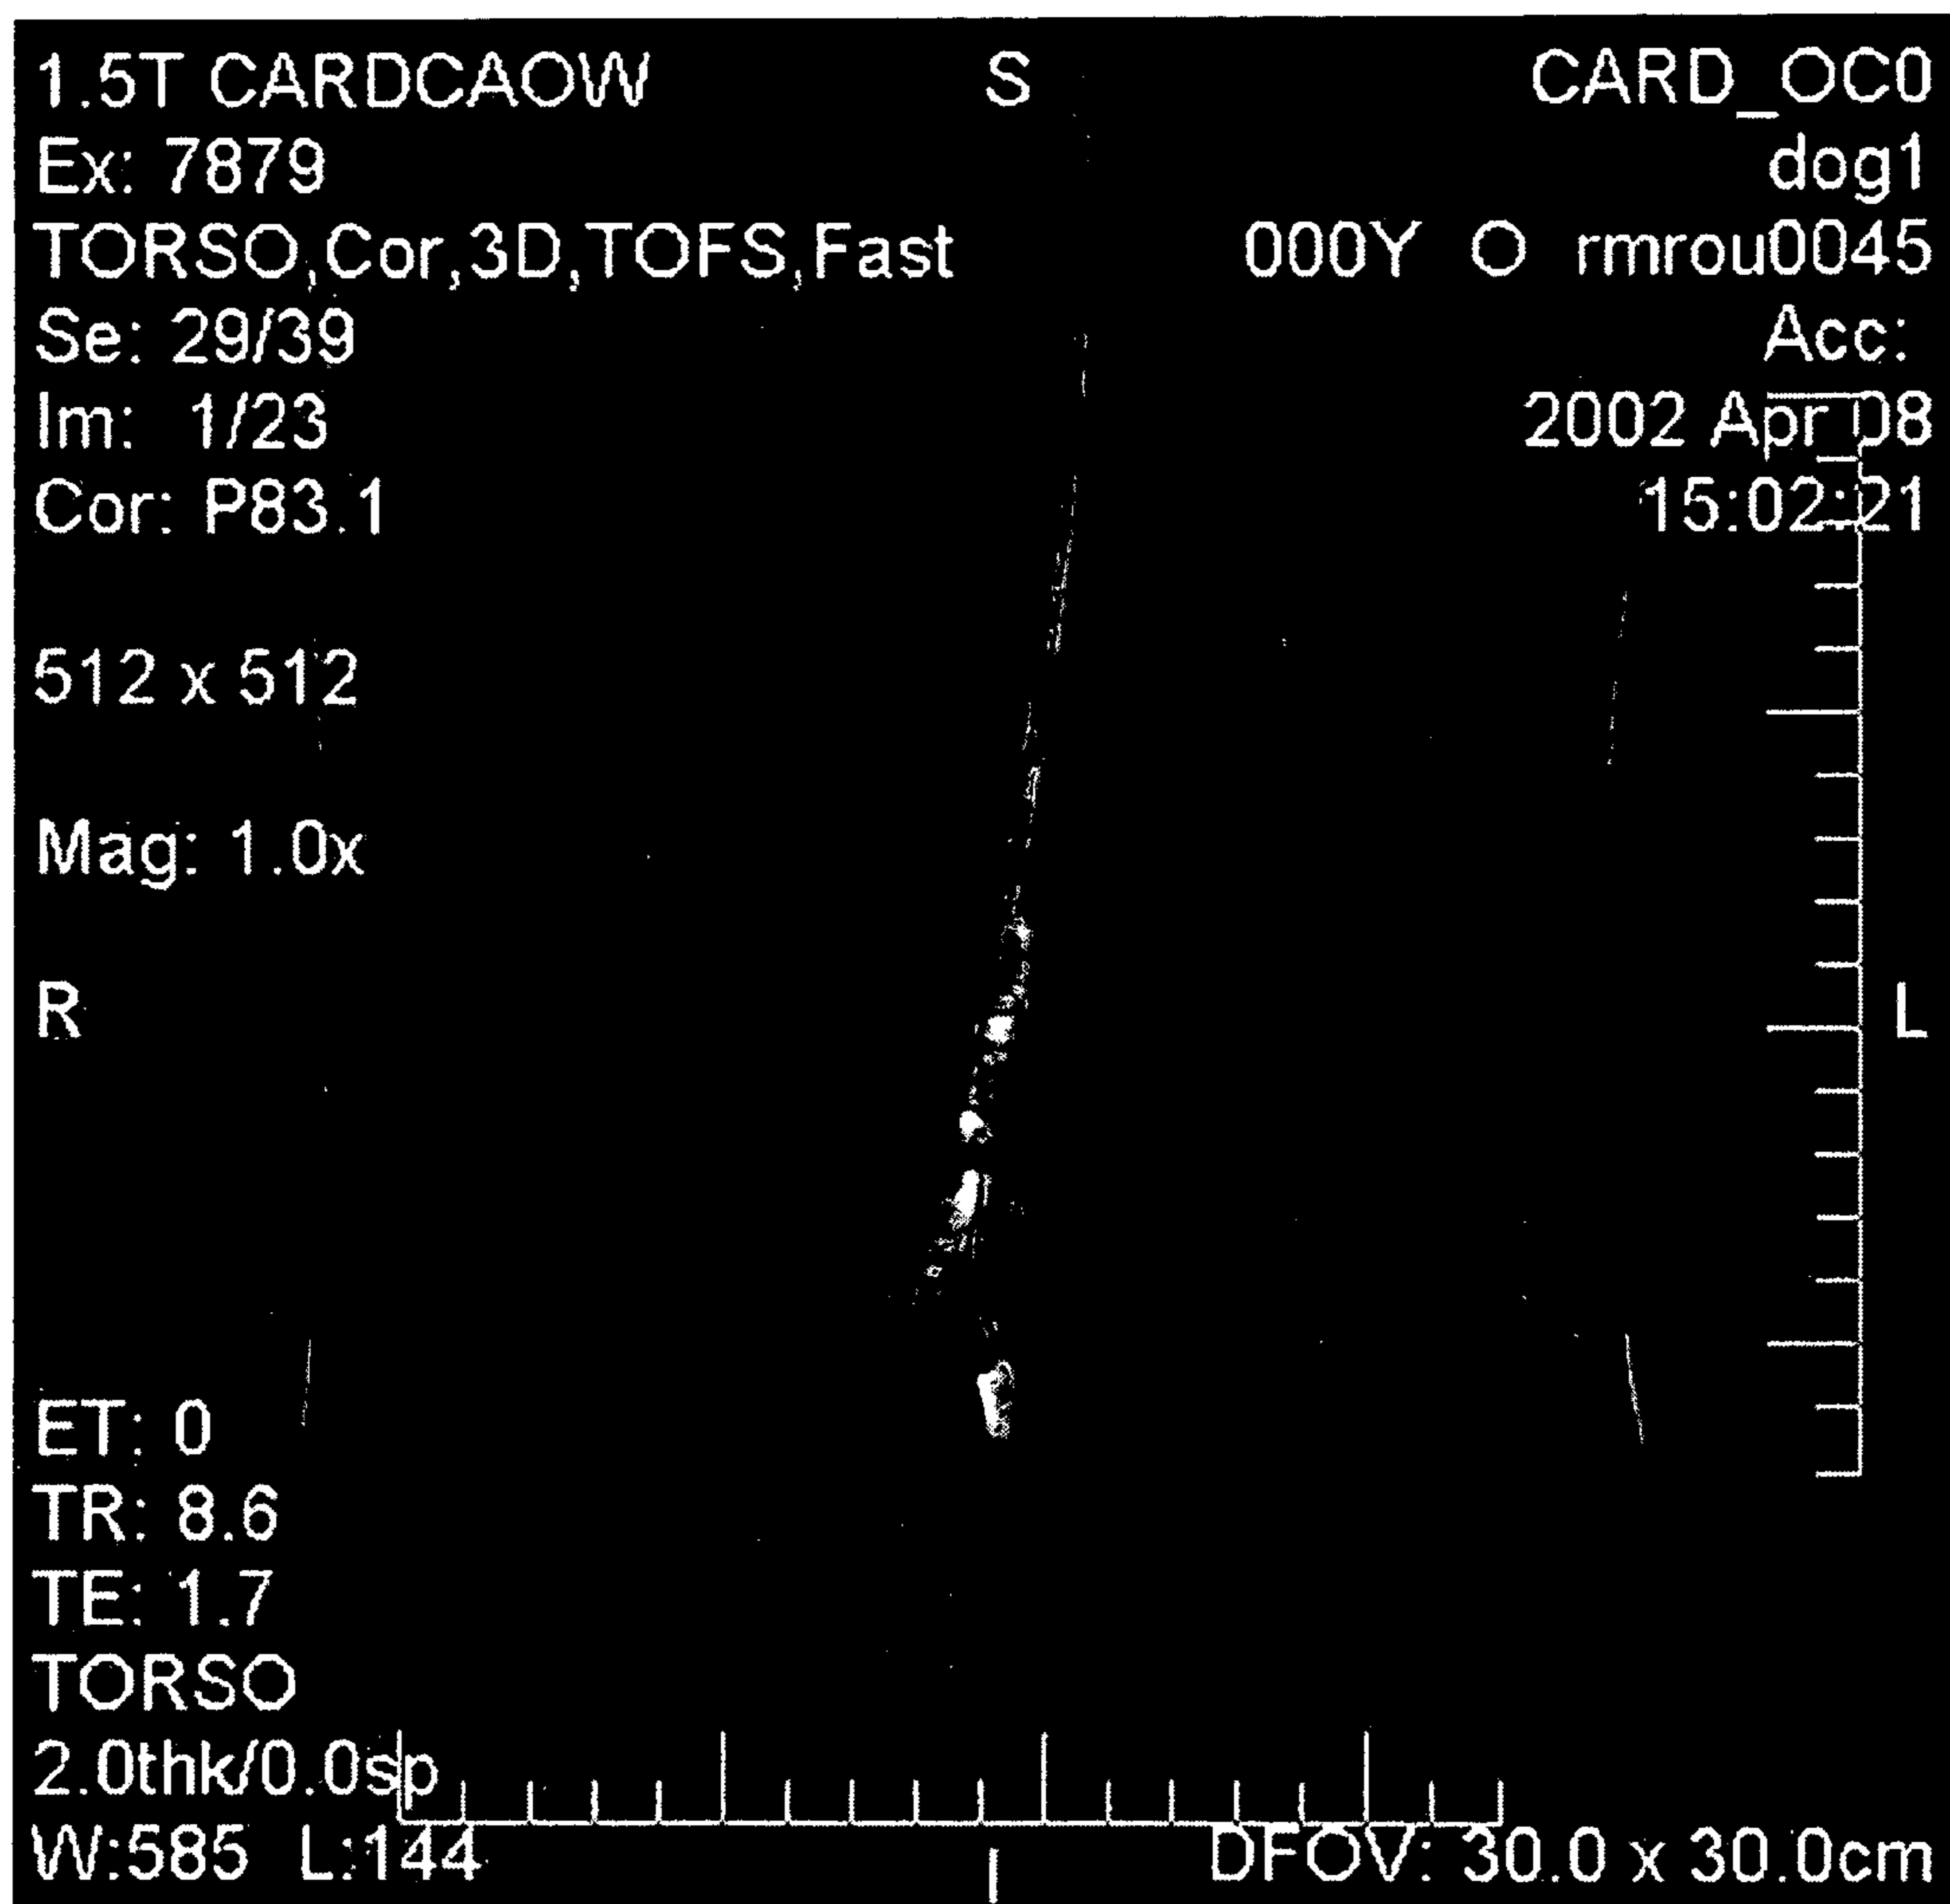 1.5T CARDCAOW S CARD_OC0
Ex: 7879 dog1
TORSO,Cor,3D,TOFS,Fast 000Y O rmrou0045
Se: 29/39 Acc:
Im: 1/23 2002 Apr 08
Cor: P83.1 15:02:21
512 x 512
Mag: 1.0x
R L
ET: 0
TR: 8.6
TE: 1.7
TORSO
2.0thk/0.0sp
W:585 L:144 I DFOV: 30.0 x 30.0cm